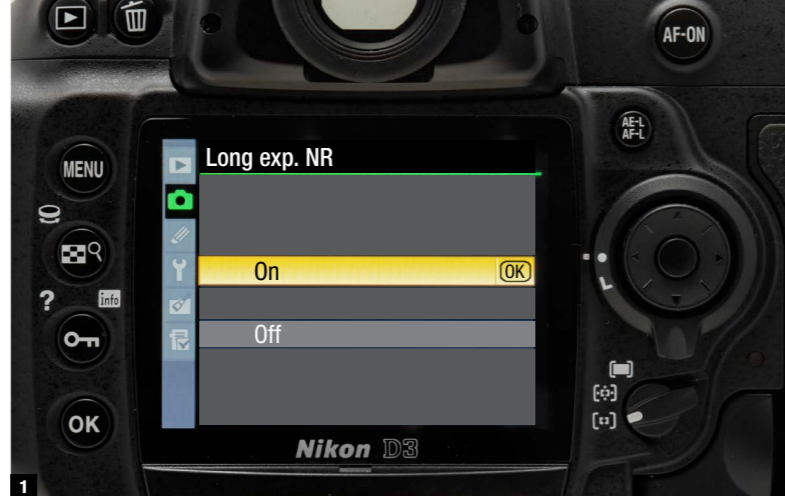 AF-ON
AE-L
AF-L
MENU
Long exp. NR
On
OK
?
info
Off
L
OK
Nikon D3
1